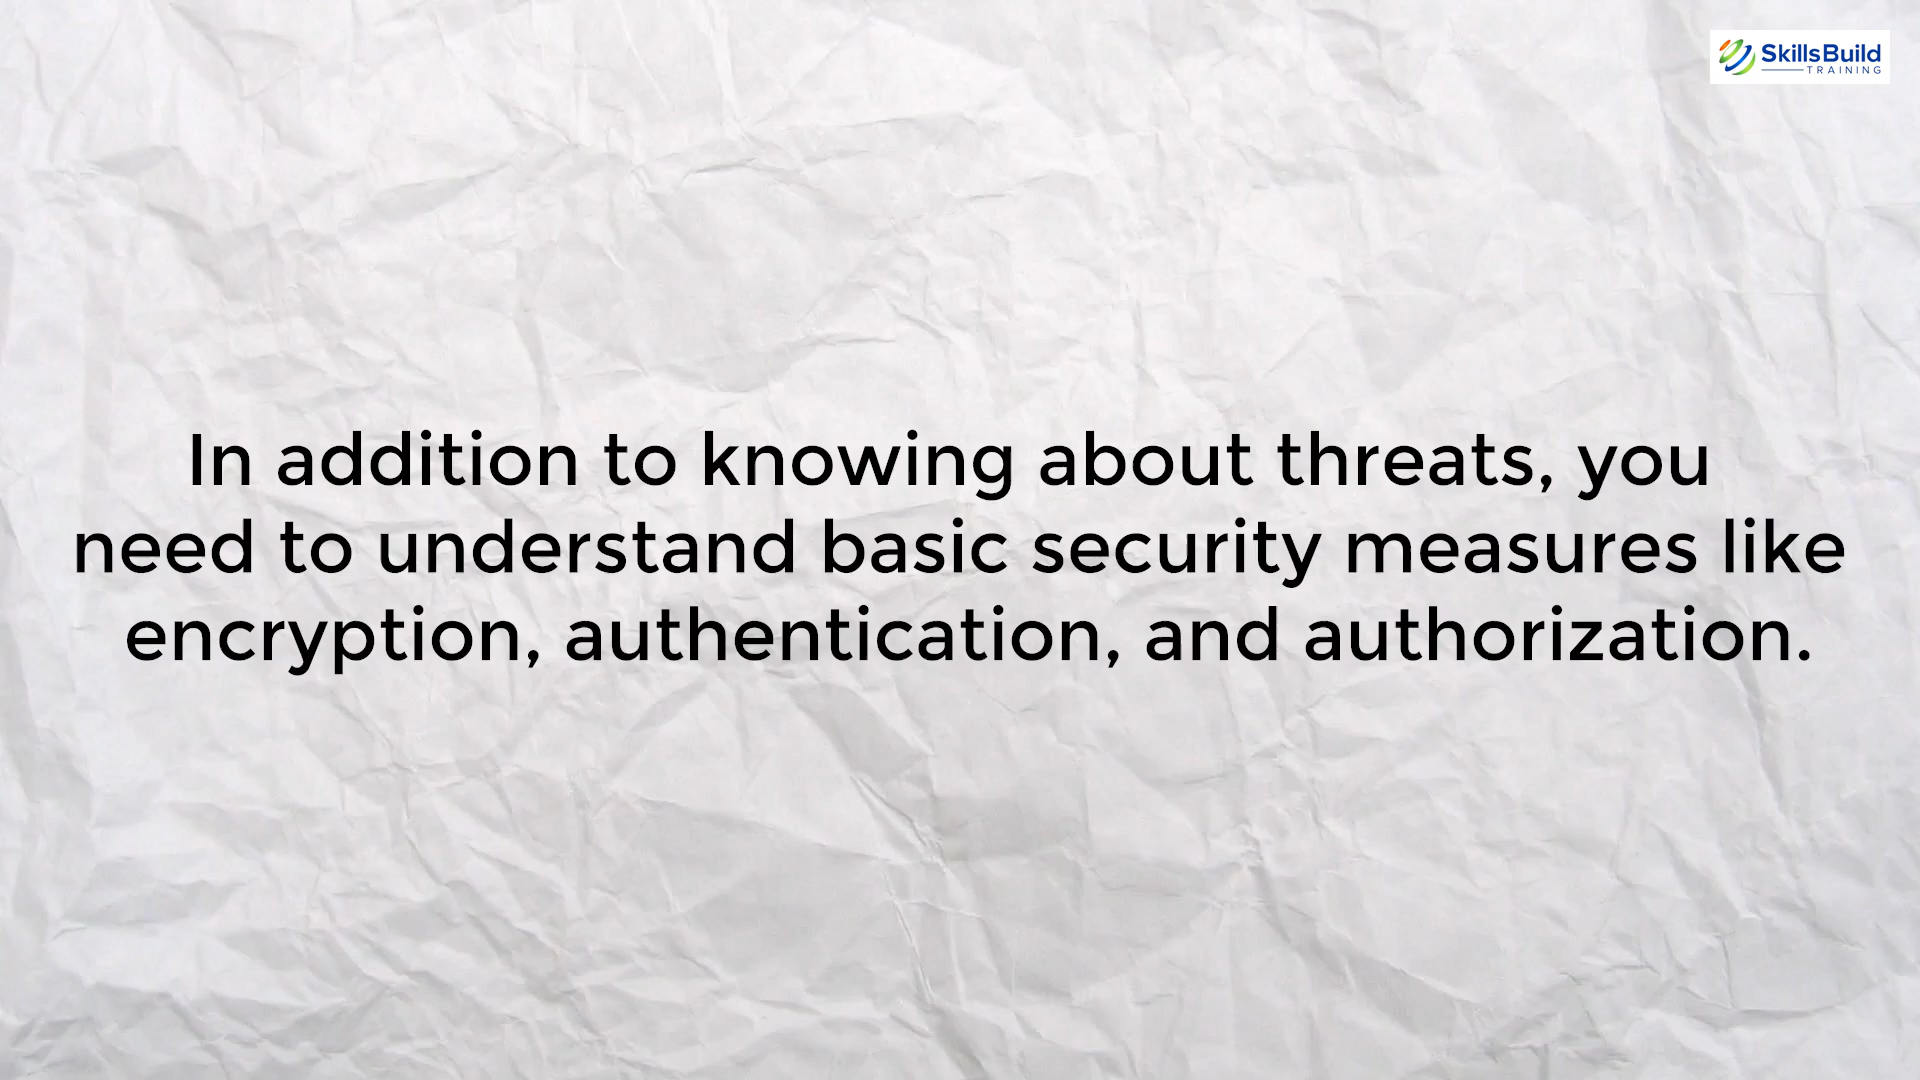 SkillsBuild
TRAINING
In addition to knowing about threats, you
need to understand basic security measures like
encryption, authentication, and authorization.